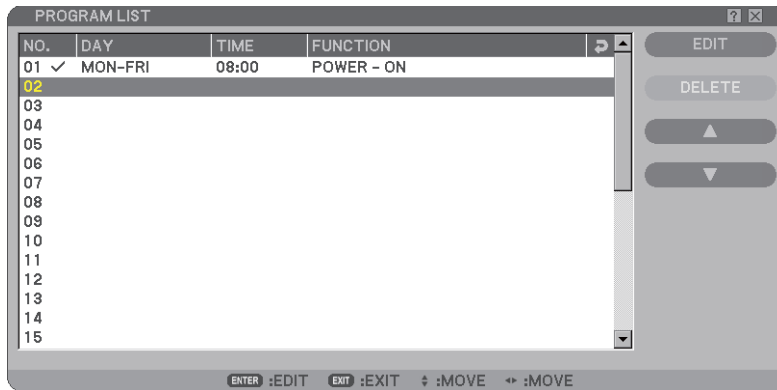 PROGRAM LIST
NO. DAY TIME FUNCTION
01 ✓ MON-FRI 08:00 POWER - ON
02
03
04
05
06
07
08
09
10
11
12
13
14
15
EDIT
DELETE
ENTER :EDIT EXIT :EXIT :MOVE :MOVE